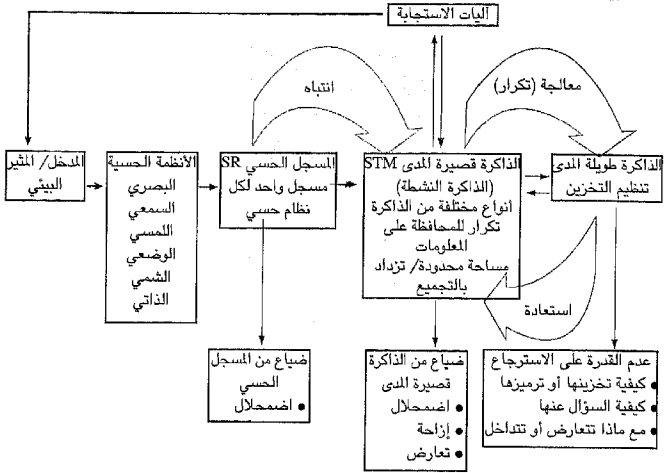 آليات الاستجابة
انتباه
معالجة (تكرار)
المدخل/ المثير
البيئي
الأنظمة الحسية
البصري
السمعي
اللمسي
الوضعي
الشمي
الذاتي
المسجل الحسي SR
مسجل واحد لكل
نظام حسي
الذاكرة قصيرة المدى STM
(الذاكرة النشطة)
أنواع مختلفة من الذاكرة
تكرار للمحافظة على
المعلومات
مساحة محدودة/ تزداد
بالتجميع
الذاكرة طويلة المدى
تنظيم التخزين
استعادة
ضياع من المسجل
الحسي
• اضمحلال
ضياع من الذاكرة
قصيرة المدى
• اضمحلال
• إزاحة
• تعارض
عدم القدرة على الاسترجاع
• كيفية تخزينها أو ترميزها
• كيفية السؤال عنها
• مع ماذا تتعارض أو تتداخل